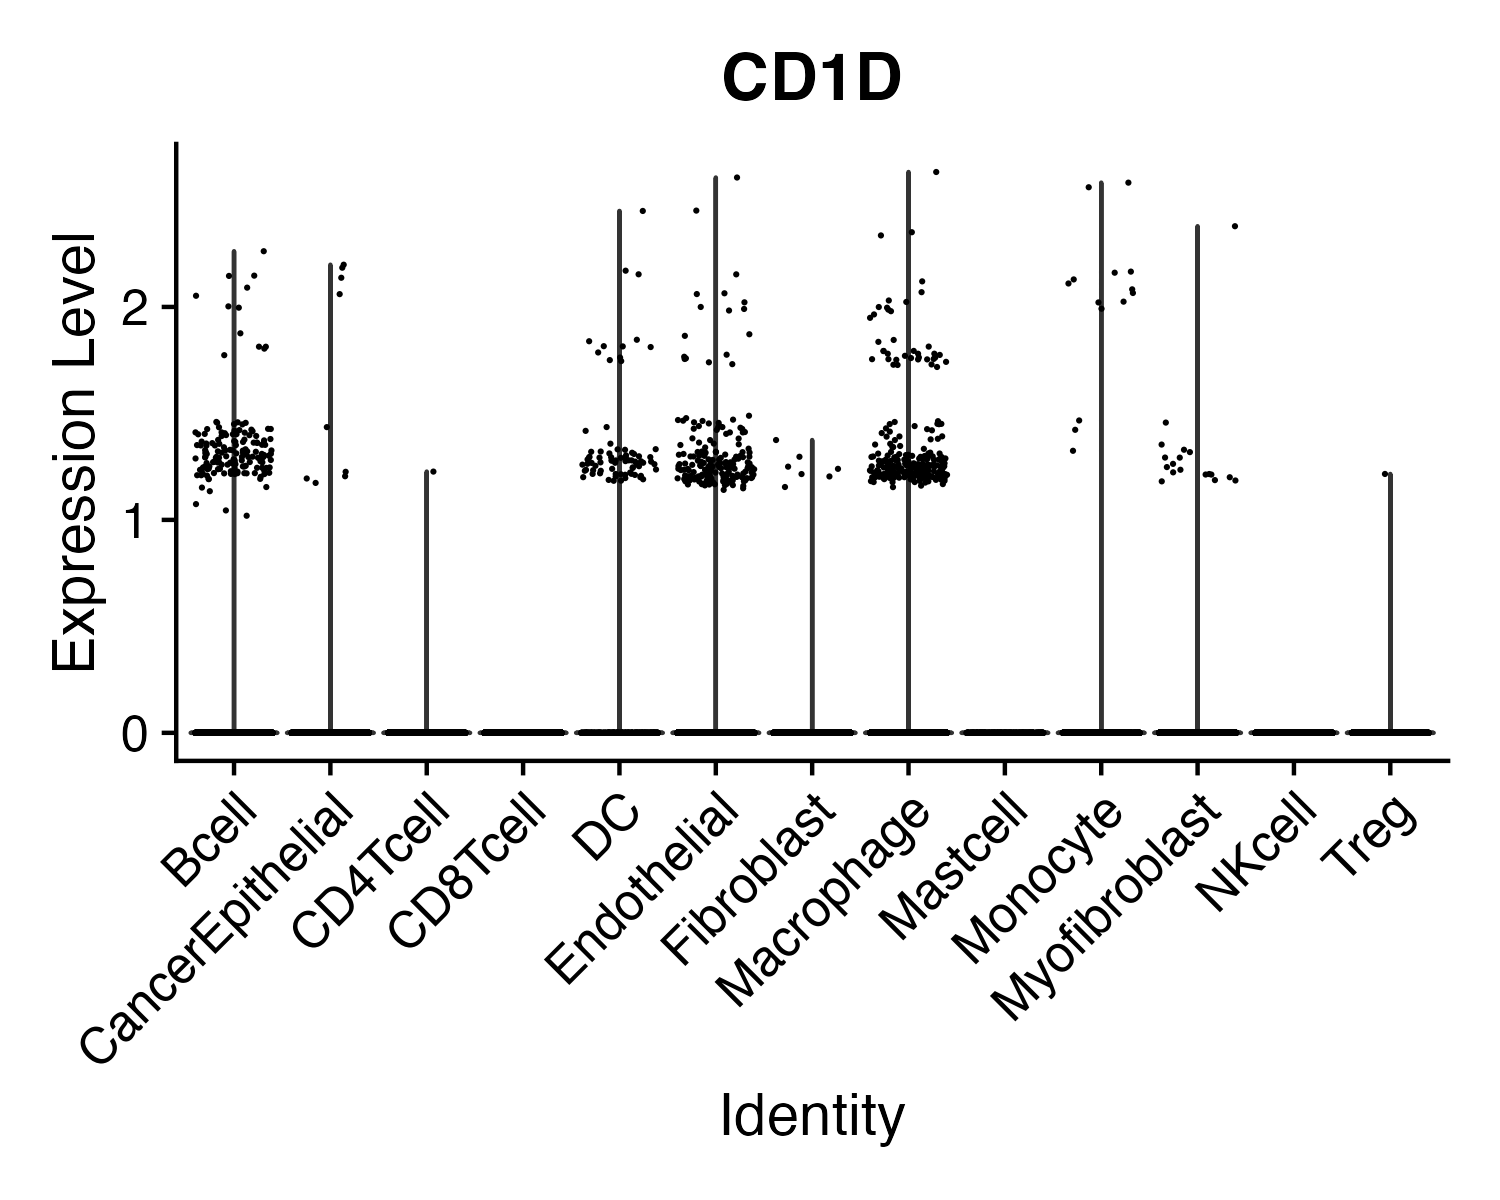 CD1D
Expression Level
2
1
0
Bcell
CancerEpithelial
CD4Tcell
CD8Tcell
DC
Endothelial
Fibroblast
Macrophage
Mastcell
Monocyte
Myofibroblast
NKcell
Treg
Identity